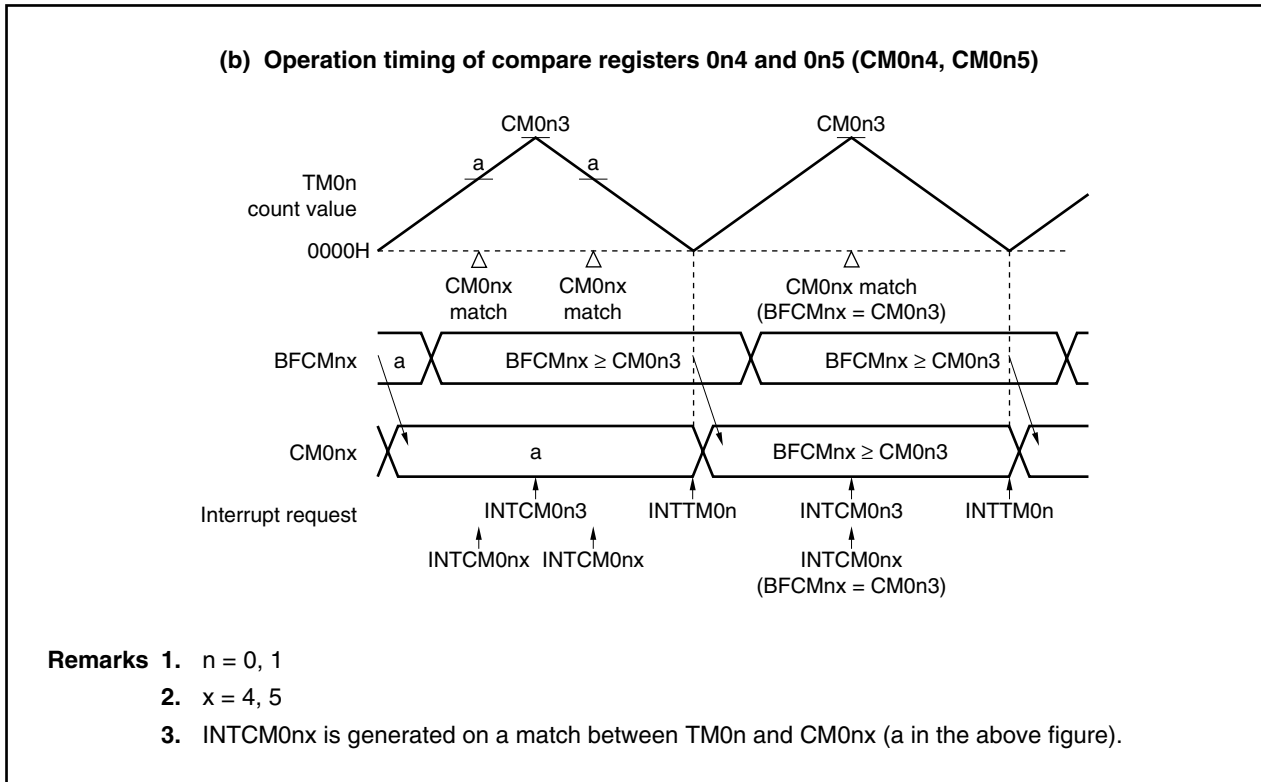 (b) Operation timing of compare registers 0n4 and 0n5 (CM0n4, CM0n5)
CM0n3 CM0n3
a a
TM0n
count value
0000H
CM0nx
match
CM0nx
match
CM0nx match
(BFCMnx = CM0n3)
BFCMnx a BFCMnx ≥ CM0n3 BFCMnx ≥ CM0n3
CM0nx a BFCMnx ≥ CM0n3
Interrupt request INTCM0n3 INTTM0n INTCM0n3 INTTM0n
INTCM0nx INTCM0nx INTCM0nx
(BFCMnx = CM0n3)
Remarks 1. n = 0, 1
2. x = 4, 5
3. INTCM0nx is generated on a match between TM0n and CM0nx (a in the above figure).